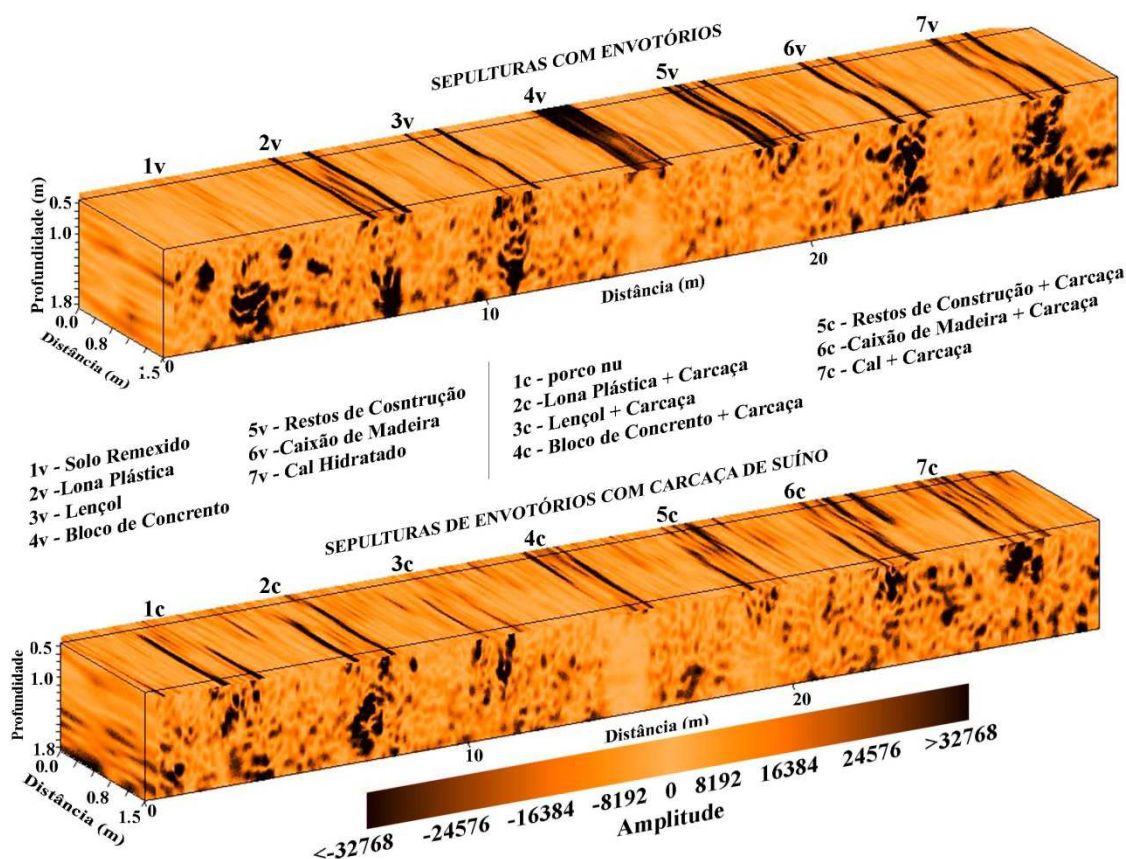 SEPULTURAS COM ENVOTÓRIOS
1v
2v
3v
4v
5v
6v
7v
Profundidade (m)
0.5
1.0
1.8
0.0
0.8
1.5
Distância (m)
0
10
Distância (m)
20
1v - Solo Remexido
2v -Lona Plástica
3v - Lençol
4v - Bloco de Concrento
5v - Restos de Cosntrução
6v -Caixão de Madeira
7v - Cal Hidratado
1c - porco nu
2c -Lona Plástica + Carcaça
3c - Lençol + Carcaça
4c - Bloco de Concrento + Carcaça
5c - Restos de Construção + Carcaça
6c -Caixão de Madeira + Carcaça
7c - Cal + Carcaça
SEPULTURAS DE ENVOTÓRIOS COM CARCAÇA DE SUÍNO
1c
2c
3c
4c
5c
6c
7c
Profundidade
0.5
1.0
1.8
0.0
0.8
1.5
Distância (m)
0
10
Distância (m)
20
<-32768 -24576 -16384 -8192 0 8192 16384 24576 >32768
Amplitude